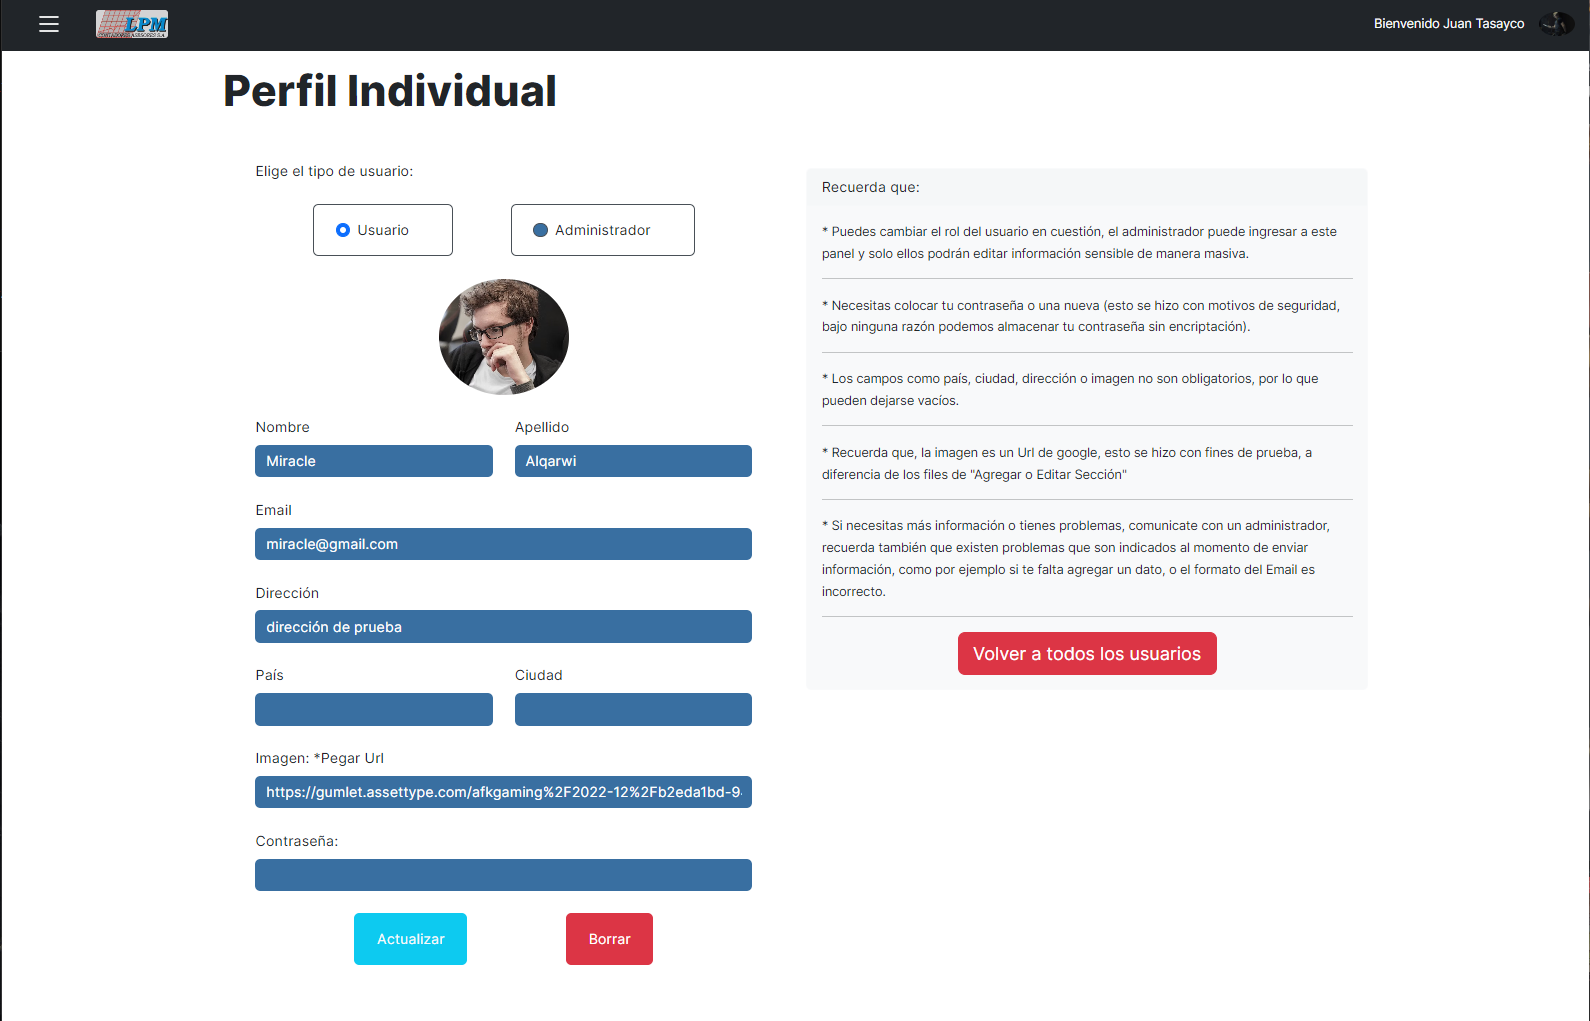 LPM
Bienvenido Juan Tasayco
Perfil Individual
Elige el tipo de usuario:
Usuario
Administrador
Nombre
Apellido
Miracle
Alqarwi
Email
miracle@gmail.com
Dirección
dirección de prueba
País
Ciudad
Imagen: *Pegar Url
https://gumlet.assettype.com/afkgaming%2F2022-12%2Fb2eda1bd-9
Contraseña:
Actualizar
Borrar
Recuerda que:
* Puedes cambiar el rol del usuario en cuestión, el administrador puede ingresar a este
panel y solo ellos podrán editar información sensible de manera masiva.
* Necesitas colocar tu contraseña o una nueva (esto se hizo con motivos de seguridad,
bajo ninguna razón podemos almacenar tu contraseña sin encriptación).
* Los campos como país, ciudad, dirección o imagen no son obligatorios, por lo que
pueden dejarse vacíos.
* Recuerda que, la imagen es un Url de google, esto se hizo con fines de prueba, a
diferencia de los files de "Agregar o Editar Sección"
* Si necesitas más información o tienes problemas, comunicate con un administrador,
recuerda también que existen problemas que son indicados al momento de enviar
información, como por ejemplo si te falta agregar un dato, o el formato del Email es
incorrecto.
Volver a todos los usuarios